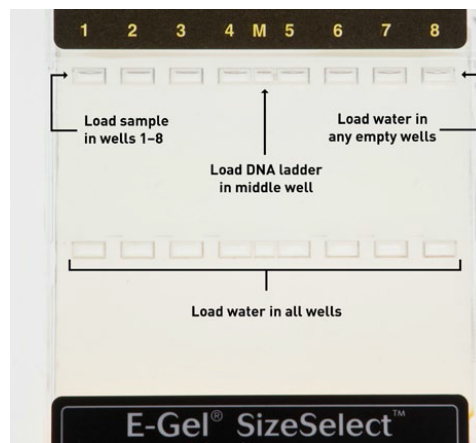 1 2 3 4 M 5 6 7 8
Load sample
in wells 1–8
Load water in
any empty wells
Load DNA ladder
in middle well
Load water in all wells
E-Gel® SizeSelect™